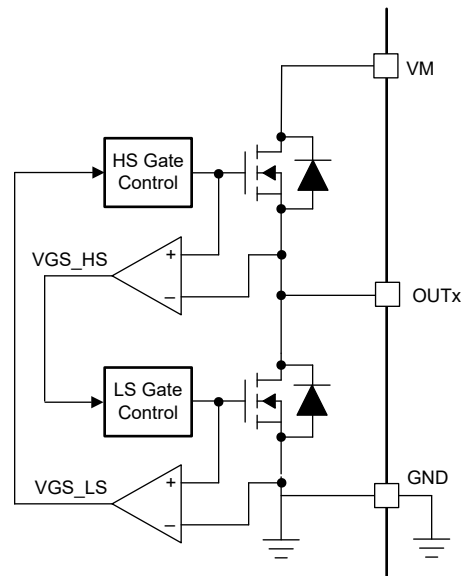 VM
HS Gate
Control
+
VGS_HS
–
OUTx
LS Gate
Control
+
GND
VGS_LS
–